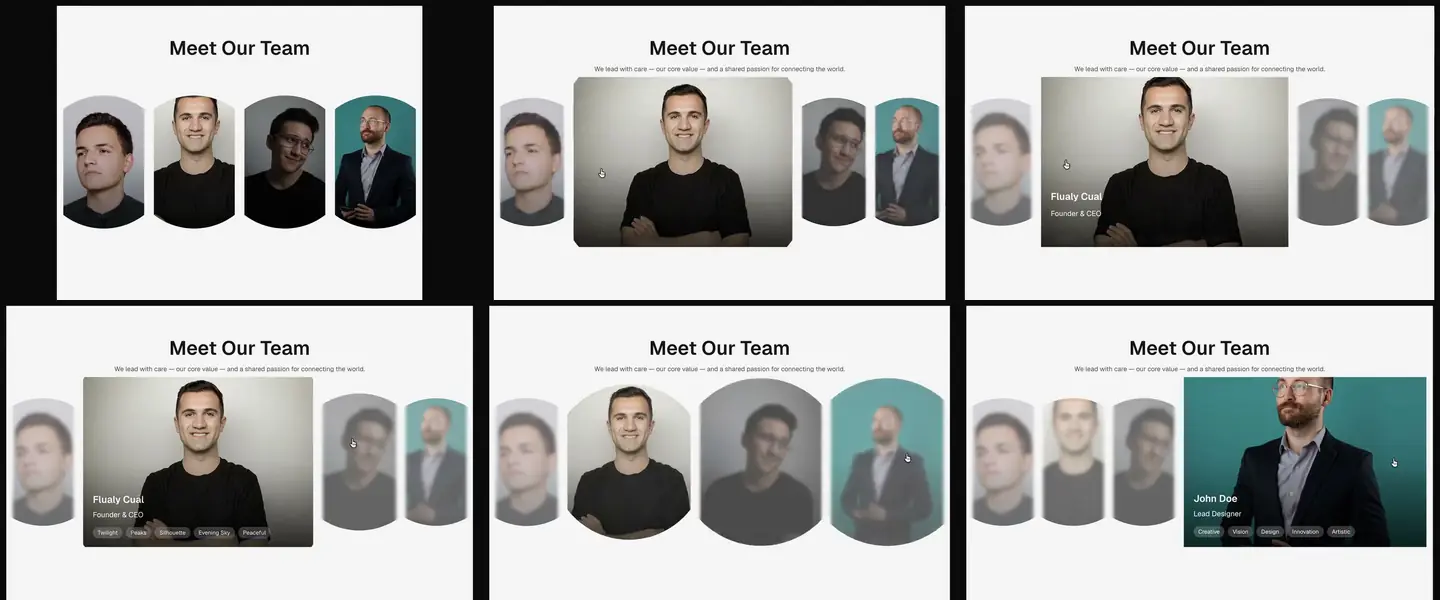 Meet Our Team
Meet Our Team
We lead with care — our core value — and a shared passion for connecting the world.
Meet Our Team
We lead with care — our core value — and a shared passion for connecting the world.
Flualy Cual
Founder & CEO
Meet Our Team
We lead with care — our core value — and a shared passion for connecting the world.
Flualy Cual
Founder & CEO
Twilight Peaks Silhouette Evening Sky Peaceful
Meet Our Team
We lead with care — our core value — and a shared passion for connecting the world.
Meet Our Team
We lead with care — our core value — and a shared passion for connecting the world.
John Doe
Lead Designer
Creative Vision Design Innovation Artistic